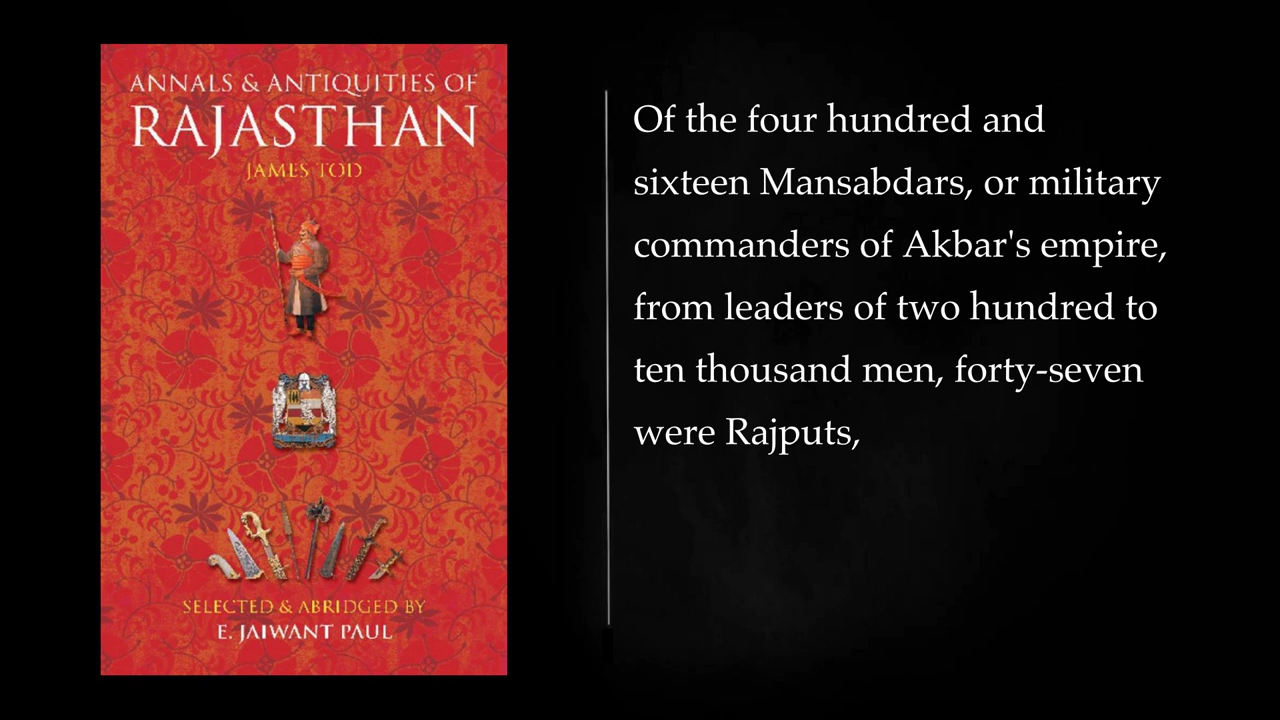 ANNALS & ANTIQUITIES OF
RAJASTHAN
JAMES TOD
SELECTED & ABRIDGED BY
E. JAIWANT PAUL
Of the four hundred and
sixteen Mansabdars, or military
commanders of Akbar's empire,
from leaders of two hundred to
ten thousand men, forty-seven
were Rajputs,